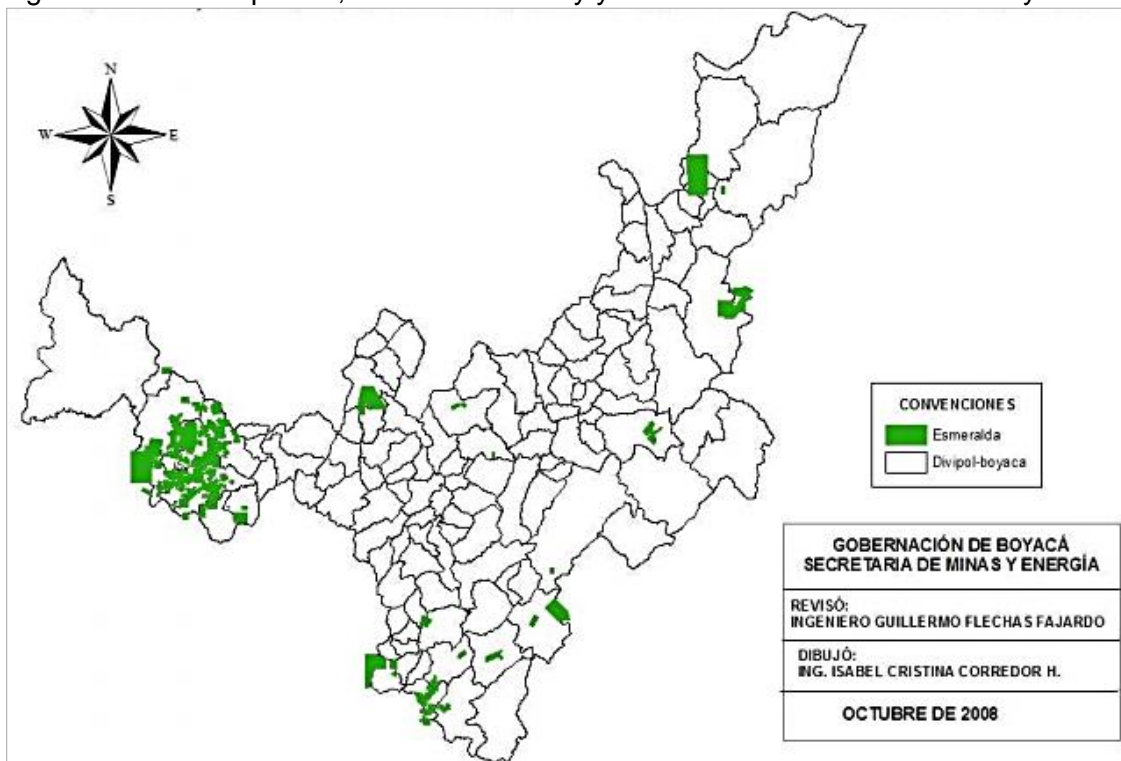 N
W
E
S
CONVENCIONES
Esmeralda
Divipol-boyaca
GOBERNACIÓN DE BOYACÁ
SECRETARIA DE MINAS Y ENERGÍA
REVISÓ:
INGENIERO GUILLERMO FLECHAS FAJARDO
DIBUJÓ:
ING. ISABEL CRISTINA CORREDOR H.
OCTUBRE DE 2008